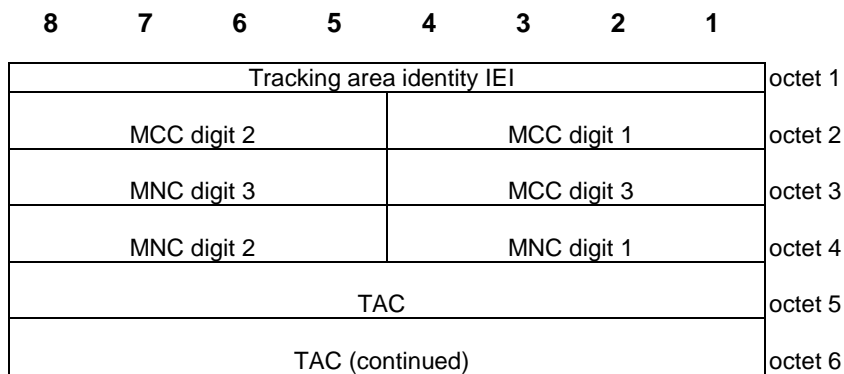 8 7 6 5 4 3 2 1
Tracking area identity IEI octet 1
MCC digit 2 MCC digit 1 octet 2
MNC digit 3 MCC digit 3 octet 3
MNC digit 2 MNC digit 1 octet 4
TAC octet 5
TAC (continued) octet 6